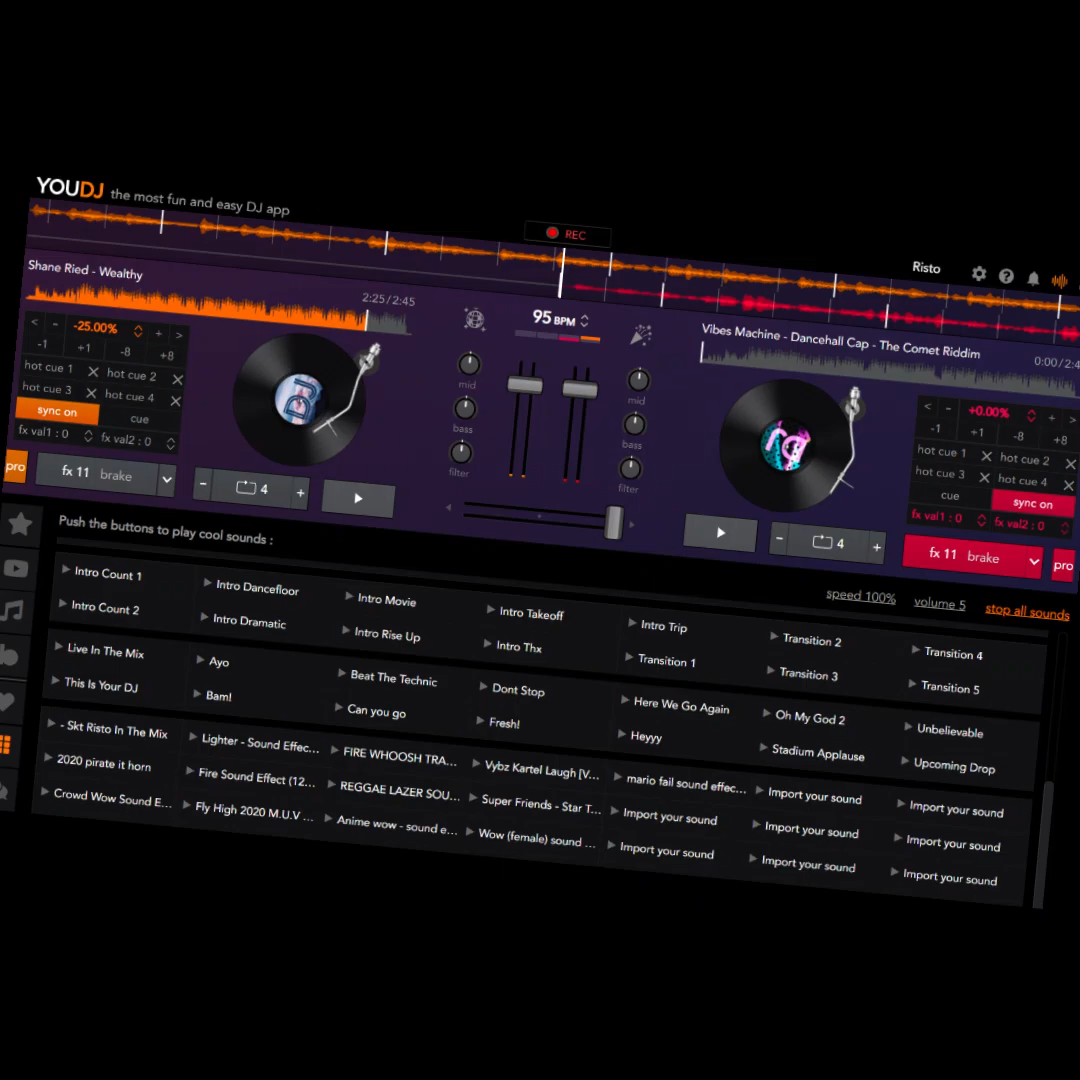 YOUDJ the most fun and easy DJ app
REC
Risto
Shane Ried - Wealthy
2:25/2:45
95 BPM
Vibes Machine - Dancehall Cap - The Comet Riddim
< - -25.00% + >
-1 +1 -8 +8
hot cue 1 hot cue 2
hot cue 3 hot cue 4
sync on cue
fx val1 : 0 fx val2 : 0
pro fx 11 brake
- 4 +
mid
bass
filter
mid
bass
filter
< - +0.00% + >
-1 +1 -8 +8
hot cue 1 hot cue 2
hot cue 3 hot cue 4
cue sync on
fx val1 : 0 fx val2 : 0
- 4 +
fx 11 brake pro
Push the buttons to play cool sounds :
speed 100% volume 5 stop all sounds
Intro Count 1 Intro Dancefloor Intro Movie Intro Takeoff Intro Trip Transition 2 Transition 4
Intro Count 2 Intro Dramatic Intro Rise Up Intro Thx Transition 1 Transition 3 Transition 5
Live In The Mix Ayo Beat The Technic Dont Stop Here We Go Again Oh My God 2 Unbelievable
This Is Your DJ Bam! Can you go Fresh! Heyyy Stadium Applause Upcoming Drop
- Skt Risto In The Mix Lighter - Sound Effec... FIRE WHOOSH TRA... Vybz Kartel Laugh [V... mario fail sound effec... Import your sound Import your sound
2020 pirate it horn Fire Sound Effect (12... REGGAE LAZER SOU... Super Friends - Star T... Import your sound Import your sound Import your sound
Crowd Wow Sound E... Fly High 2020 M.U.V ... Anime wow - sound e... Wow (female) sound ... Import your sound Import your sound Import your sound